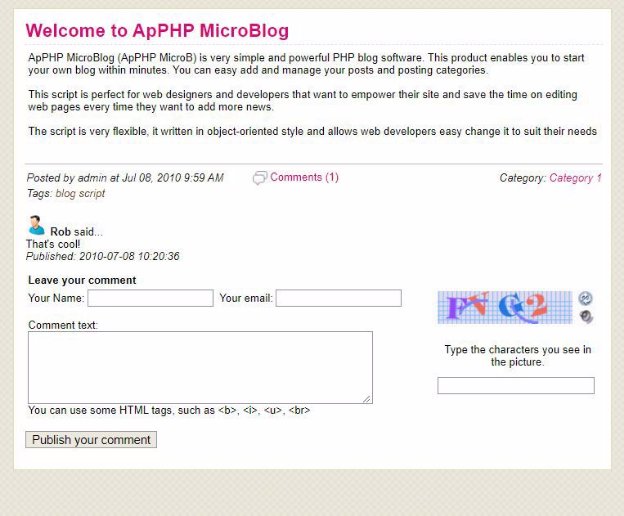 Welcome to ApPHP MicroBlog
ApPHP MicroBlog (ApPHP MicroB) is very simple and powerful PHP blog software. This product enables you to start
your own blog within minutes. You can easy add and manage your posts and posting categories.
This script is perfect for web designers and developers that want to empower their site and save the time on editing
web pages every time they want to add more news.
The script is very flexible, it written in object-oriented style and allows web developers easy change it to suit their needs
Posted by admin at Jul 08, 2010 9:59 AM Comments (1) Category: Category 1
Tags: blog script
Rob said...
That's cool!
Published: 2010-07-08 10:20:36
Leave your comment
Your Name: Your email:
FV G2
Comment text:
Type the characters you see in
the picture.
You can use some HTML tags, such as <b>, <i>, <u>, <br>
Publish your comment